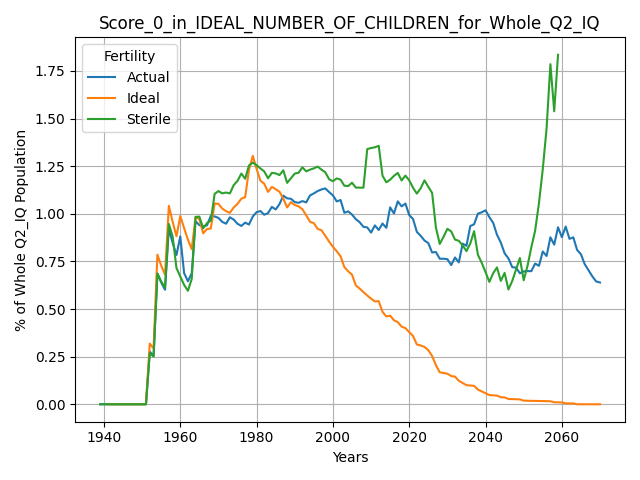 Score_0_in_IDEAL_NUMBER_OF_CHILDREN_for_Whole_Q2_IQ
Fertility
Actual
Ideal
Sterile
% of Whole Q2_IQ Population
1.75
1.50
1.25
1.00
0.75
0.50
0.25
0.00
1940 1960 1980 2000 2020 2040 2060
Years